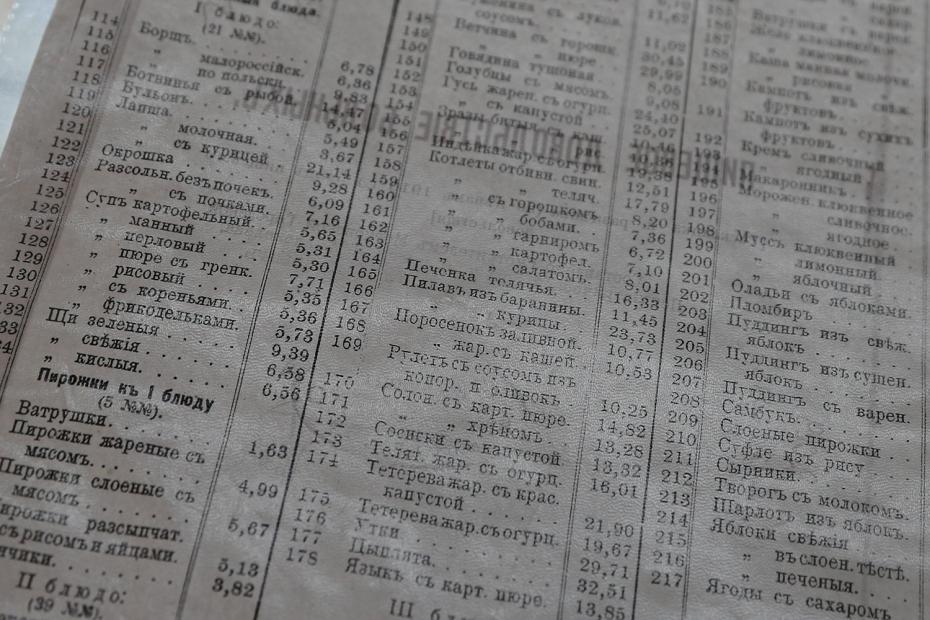 блюда.
I блюдо:
(21 №№).
114 Борщъ.
115 „ малороссійск. 6,78
116 „ по польски. 6,36
117 Ботвинья съ рыбой. 9,83
118 Бульонъ.
119 Лапша. 5,04
120 „ молочная. 5,49
121 „ съ курицей 3,67
122 Окрошка 21,14
123 Разсольн. безъ почекъ. 9,28
124 „ съ почками. 6,09
125 Супъ картофельный. 7,16
126 „ манный 5,65
127 „ перловый 5,31
128 „ пюре съ гренк. 5,30
129 „ рисовый 7,71
130 „ съ кореньями. 5,35
131 „ фрикодельками. 5,36
132 Щи зеленыя 5,73
133 „ свѣжія 9,39
„ кислыя. 6,58
6,56
Пирожки къ I блюду
(5 №№).
Ватрушки. 1,63
Пирожки жареные съ
мясомъ. 4,99
Пирожки слоеные съ
мясомъ 5,67
разсыпчат.
съ рисомъ и яйцами. 5,13
3,82
II блюдо:
(39 №№).
148 соусомъ. 11,62
149 Ветчина съ горошк.
150 „ „ пюре. 11,02
151 Говядина тушоная. 30,45
152 Голубцы съ мясомъ. 29,99
153 Гусь жарен. съ огурц. 8,05
154 „ съ капустой 9,08
155 Зразы 24,40
156 25,07
157 Индѣйка жар. съ огурц.
158 Котлеты отбивн. свин. 19,38
159 „ „ теляч. 12,51
160 „ съ горошкомъ 17,79
161 „ „ бобами. 8,20
162 „ „ гарниромъ 7,36
163 „ „ картофел. 6,72
164 „ „ салатомъ. 7,10
165 Печенка телячья. 8,01
166 Пилавъ изъ баранины. 16,33
167 „ „ курицы. 11,45
168 Поросенокъ заливной. 23,73
169 „ жар. съ кашей. 10,77
170 Рулетъ съ соусомъ изъ 10,53
капор. и оливокъ 10,25
171 Солон. съ карт. пюре. 14,82
172 „ „ хрѣномъ. 13,28
173 Сосиски съ капустой. 13,32
174 Телят. жар. съ огурц. 16,01
175 Тетерева жар. съ крас.
капустой 21,90
176 Тетерева жар. съ огурц. 19,67
177 Утки 29,71
178 Цыплята. 32,51
Языкъ съ карт. пюре. 13,85
III блюдо
186
187 Желе клюквенное
188 „ лимонное.
189 Каша манная молочн.
190 „ рисовая
Компотъ изъ свѣж.
191 фруктовъ.
Компотъ изъ сухихъ
192 фруктовъ.
193 Кремъ сливочный
194 „ ягодный
195 Макаронникъ.
196 Морожен. клюквенное
197 „ сливочное.
198 „ ягодное.
199 Муссъ клюквенный
200 „ лимонный.
201 „ яблочный.
202 Оладьи съ яблоками.
203 Пломбиръ
204 Пуддингъ изъ свѣж.
205 яблокъ
206 Пуддингъ изъ сушен.
207 яблокъ
208 Пуддингъ съ варен.
209 Самбукъ.
210 Слоеные пирожки
211 Суфле изъ рису
212 Сырники.
213 Творогъ съ молокомъ.
214 Шарлотъ изъ яблокъ.
215 Яблоки свѣжія
216 „ въ слоен. тѣстѣ.
217 „ печеныя.
Ягоды съ сахаромъ